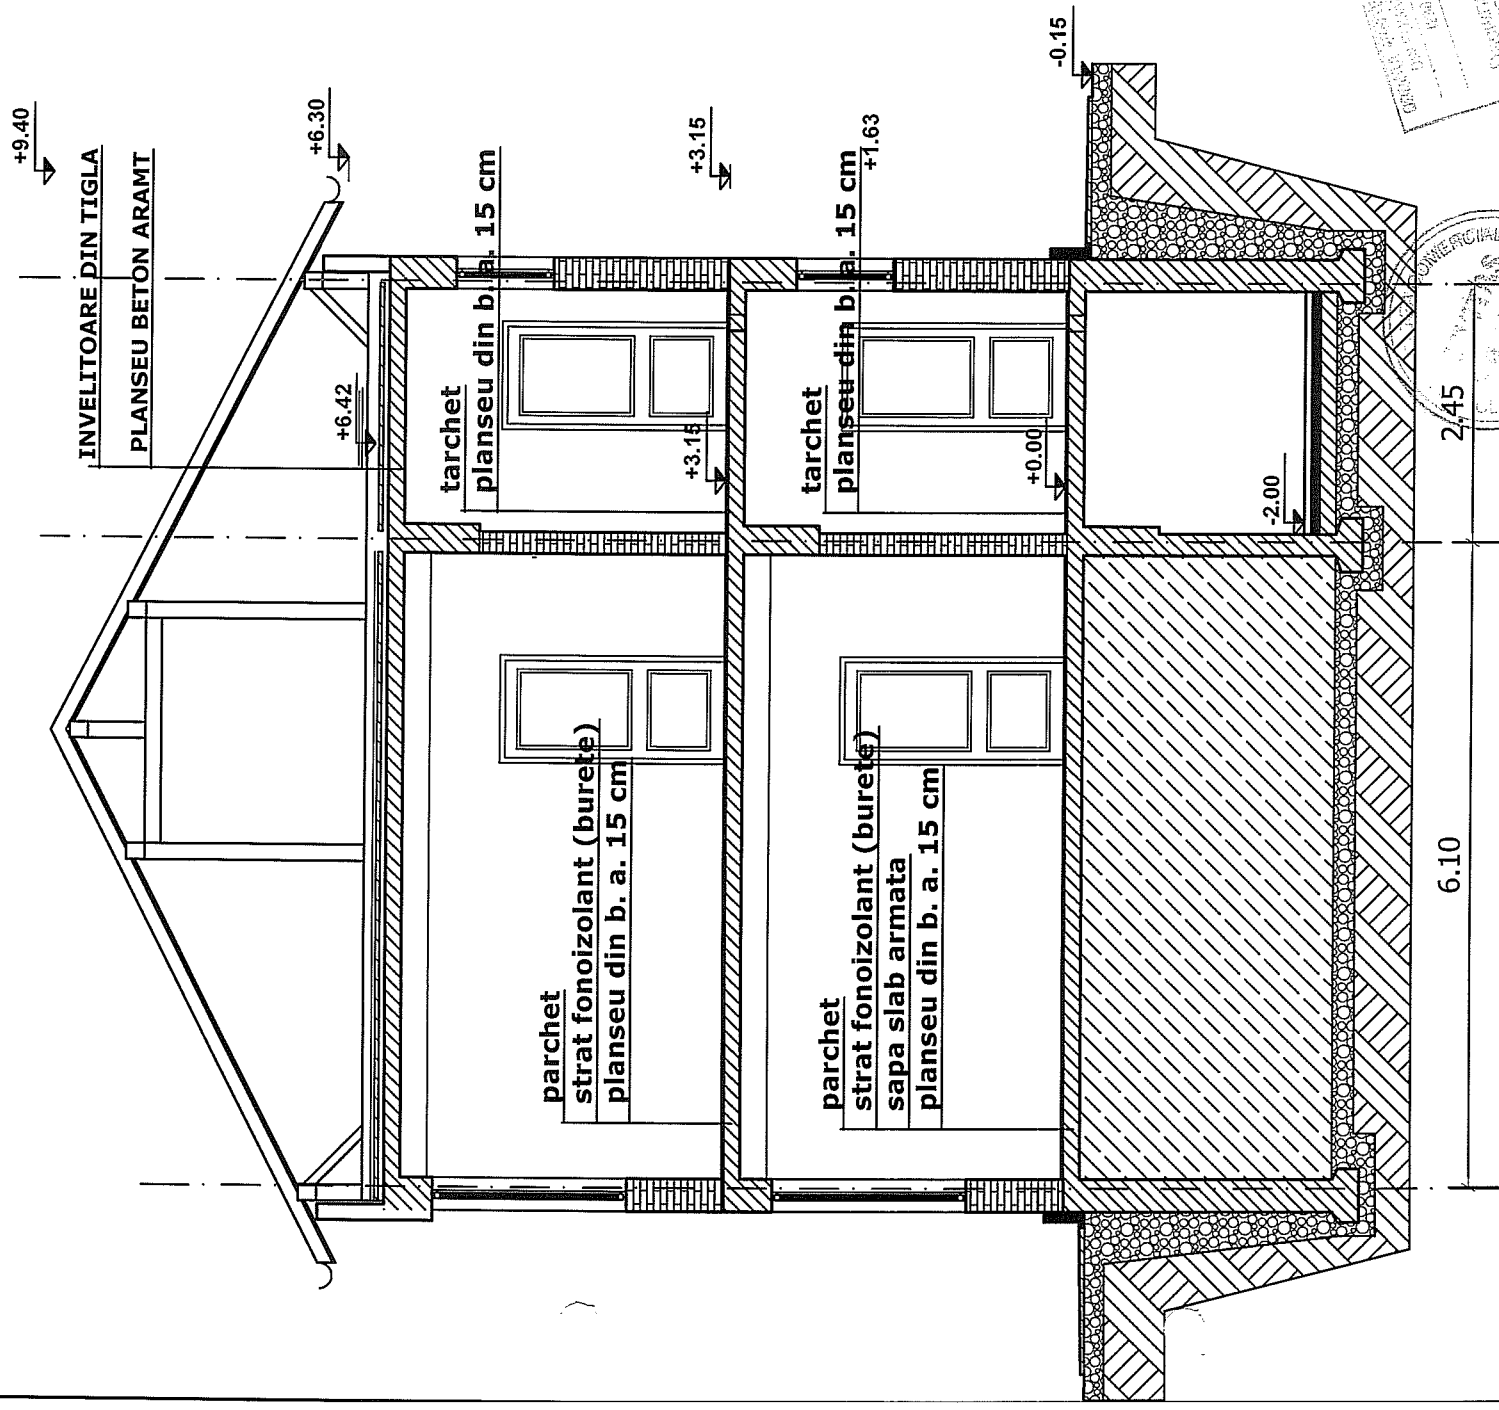 +9.40
INVELITOARE DIN TIGLA
PLANSEU BETON ARAMT
+6.30
+6.42
tarchet
planseu din b. a. 15 cm
+3.15
+3.15
parchet
strat fonoizolant (burete)
planseu din b. a. 15 cm
tarchet
planseu din b. a. 15 cm
+1.63
+0.00
parchet
strat fonoizolant (burete)
sapa slab armata
planseu din b. a. 15 cm
-0.15
-2.00
6.10
2.45
COMERCIAL